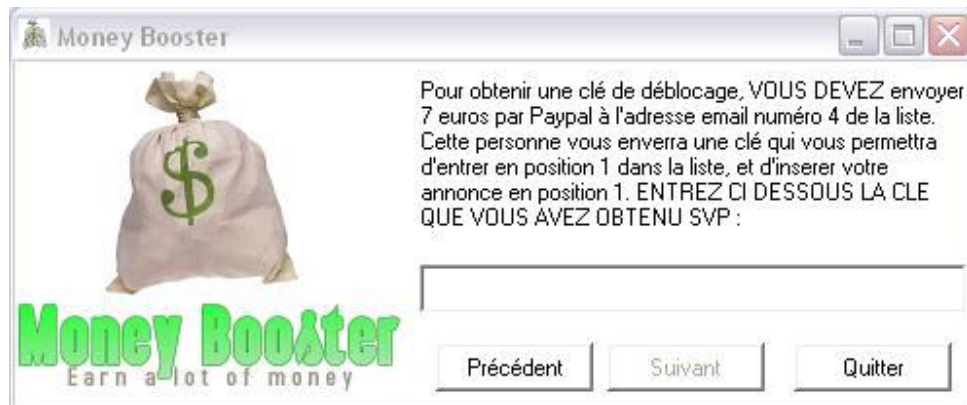 Money Booster
Pour obtenir une clé de déblocage, VOUS DEVEZ envoyer
7 euros par Paypal à l'adresse email numéro 4 de la liste.
Cette personne vous enverra une clé qui vous permettra
d'entrer en position 1 dans la liste, et d'inserer votre
annonce en position 1. ENTREZ CI DESSOUS LA CLE
QUE VOUS AVEZ OBTENU SVP :
$
Money Booster
Earn a lot of money
Précédent
Suivant
Quitter